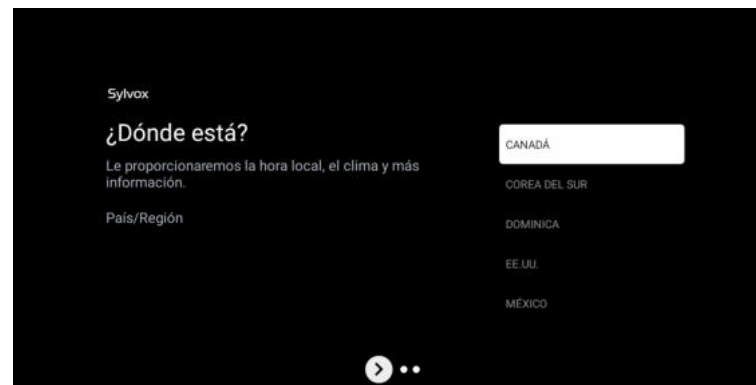 Sylvox
¿Dónde está?
Le proporcionaremos la hora local, el clima y más
información.
País/Región
CANADÁ
COREA DEL SUR
DOMINICA
EE.UU.
MÉXICO